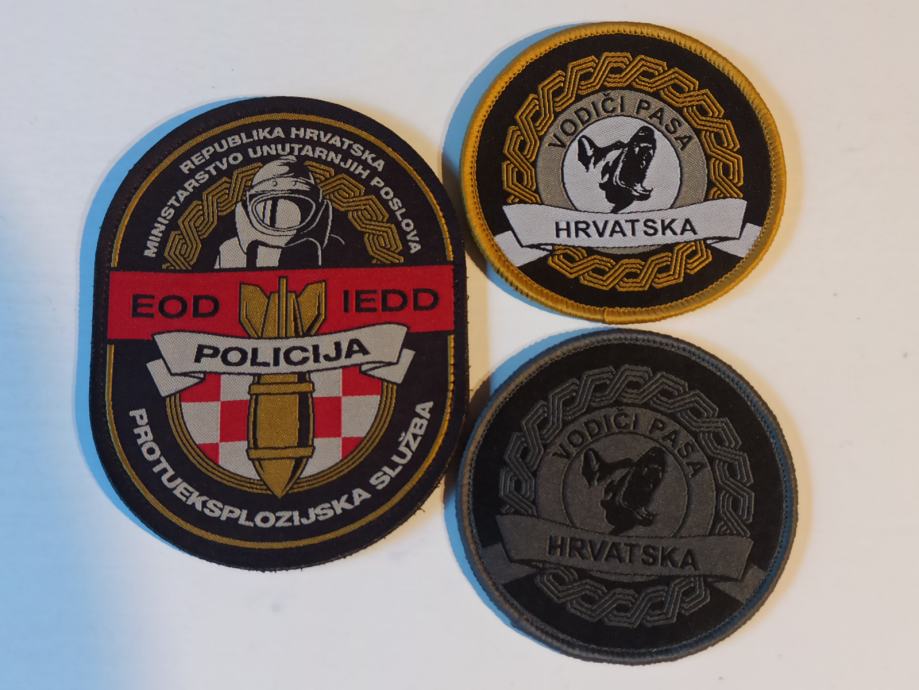 REPUBLIKA HRVATSKA
MINISTARSTVO UNUTARNJIH POSLOVA
EOD IEDD
POLICIJA
PROTUEKSPLOZIJSKA SLUŽBA
VODIČI PASA
HRVATSKA
VODIČI PASA
HRVATSKA